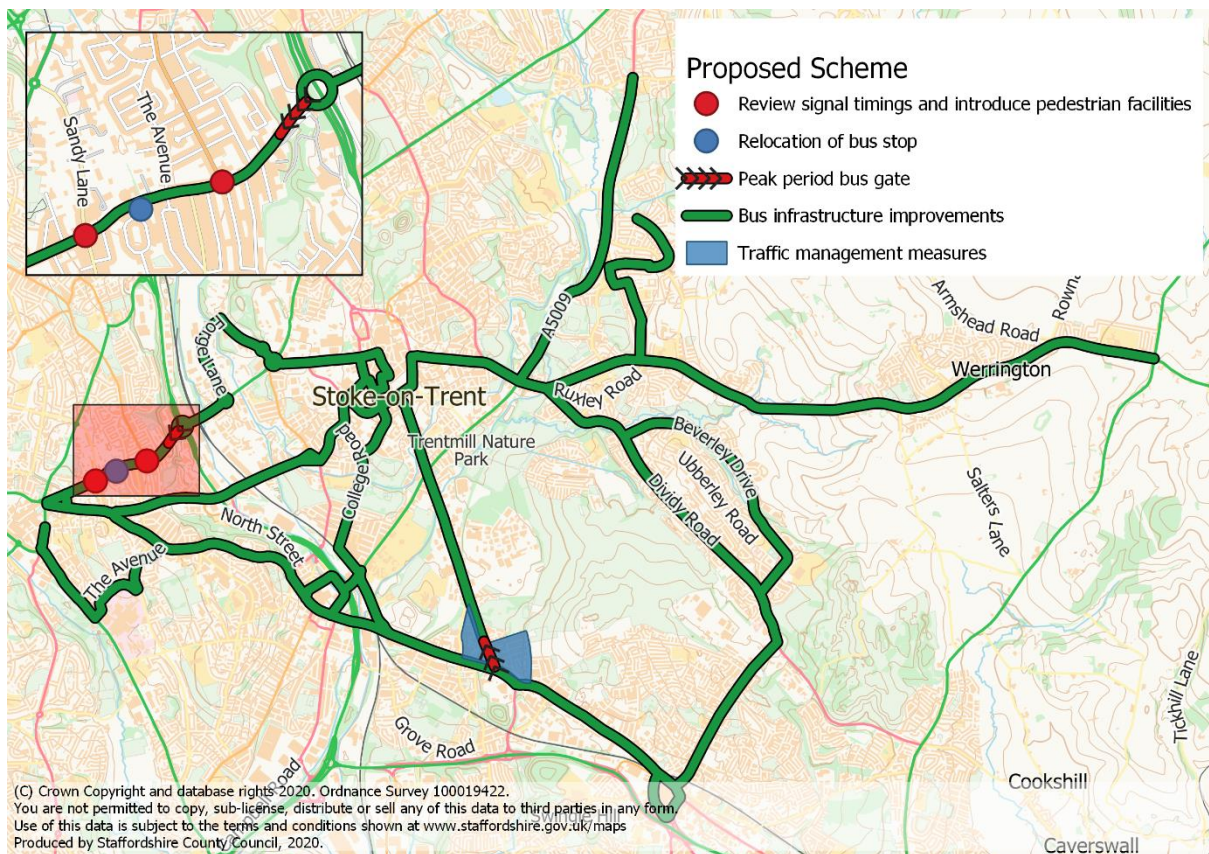 Sandy Lane
The Avenue
Proposed Scheme
Review signal timings and introduce pedestrian facilities
Relocation of bus stop
Peak period bus gate
Bus infrastructure improvements
Traffic management measures
A5009
Armshead Road
Forge Lane
Werrington
Stoke-on-Trent
Ruxley Road
Trentmill Nature
Park
College Road
Beverley Drive
Ubberley Road
Dividy Road
Salters Lane
North Street
The Avenue
Grove Road
Tickhill Lane
Cookshill
Caverswall
Swingle Hill
(C) Crown Copyright and database rights 2020. Ordnance Survey 100019422.
You are not permitted to copy, sub-license, distribute or sell any of this data to third parties in any form.
Use of this data is subject to the terms and conditions shown at www.staffordshire.gov.uk/maps
Produced by Staffordshire County Council, 2020.